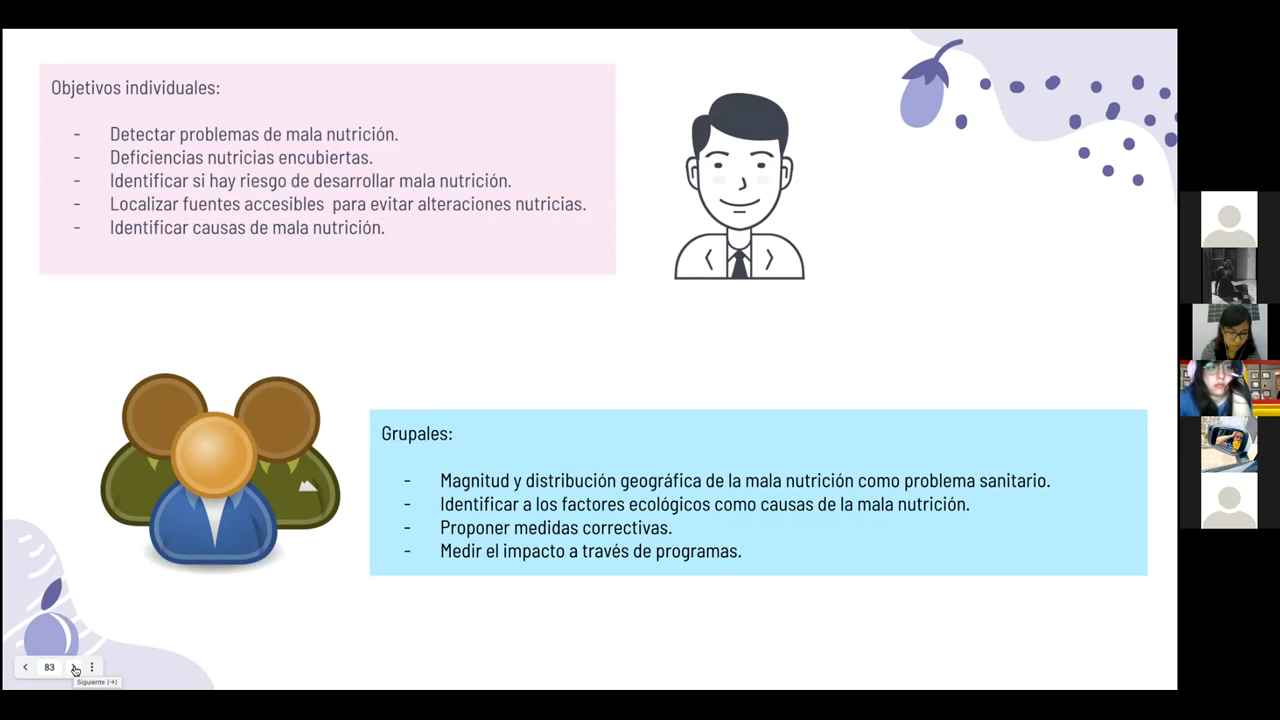 Objetivos individuales:
- Detectar problemas de mala nutrición.
- Deficiencias nutricias encubiertas.
- Identificar si hay riesgo de desarrollar mala nutrición.
- Localizar fuentes accesibles para evitar alteraciones nutricias.
- Identificar causas de mala nutrición.
Grupales:
- Magnitud y distribución geográfica de la mala nutrición como problema sanitario.
- Identificar a los factores ecológicos como causas de la mala nutrición.
- Proponer medidas correctivas.
- Medir el impacto a través de programas.
83
Siguiente (→)